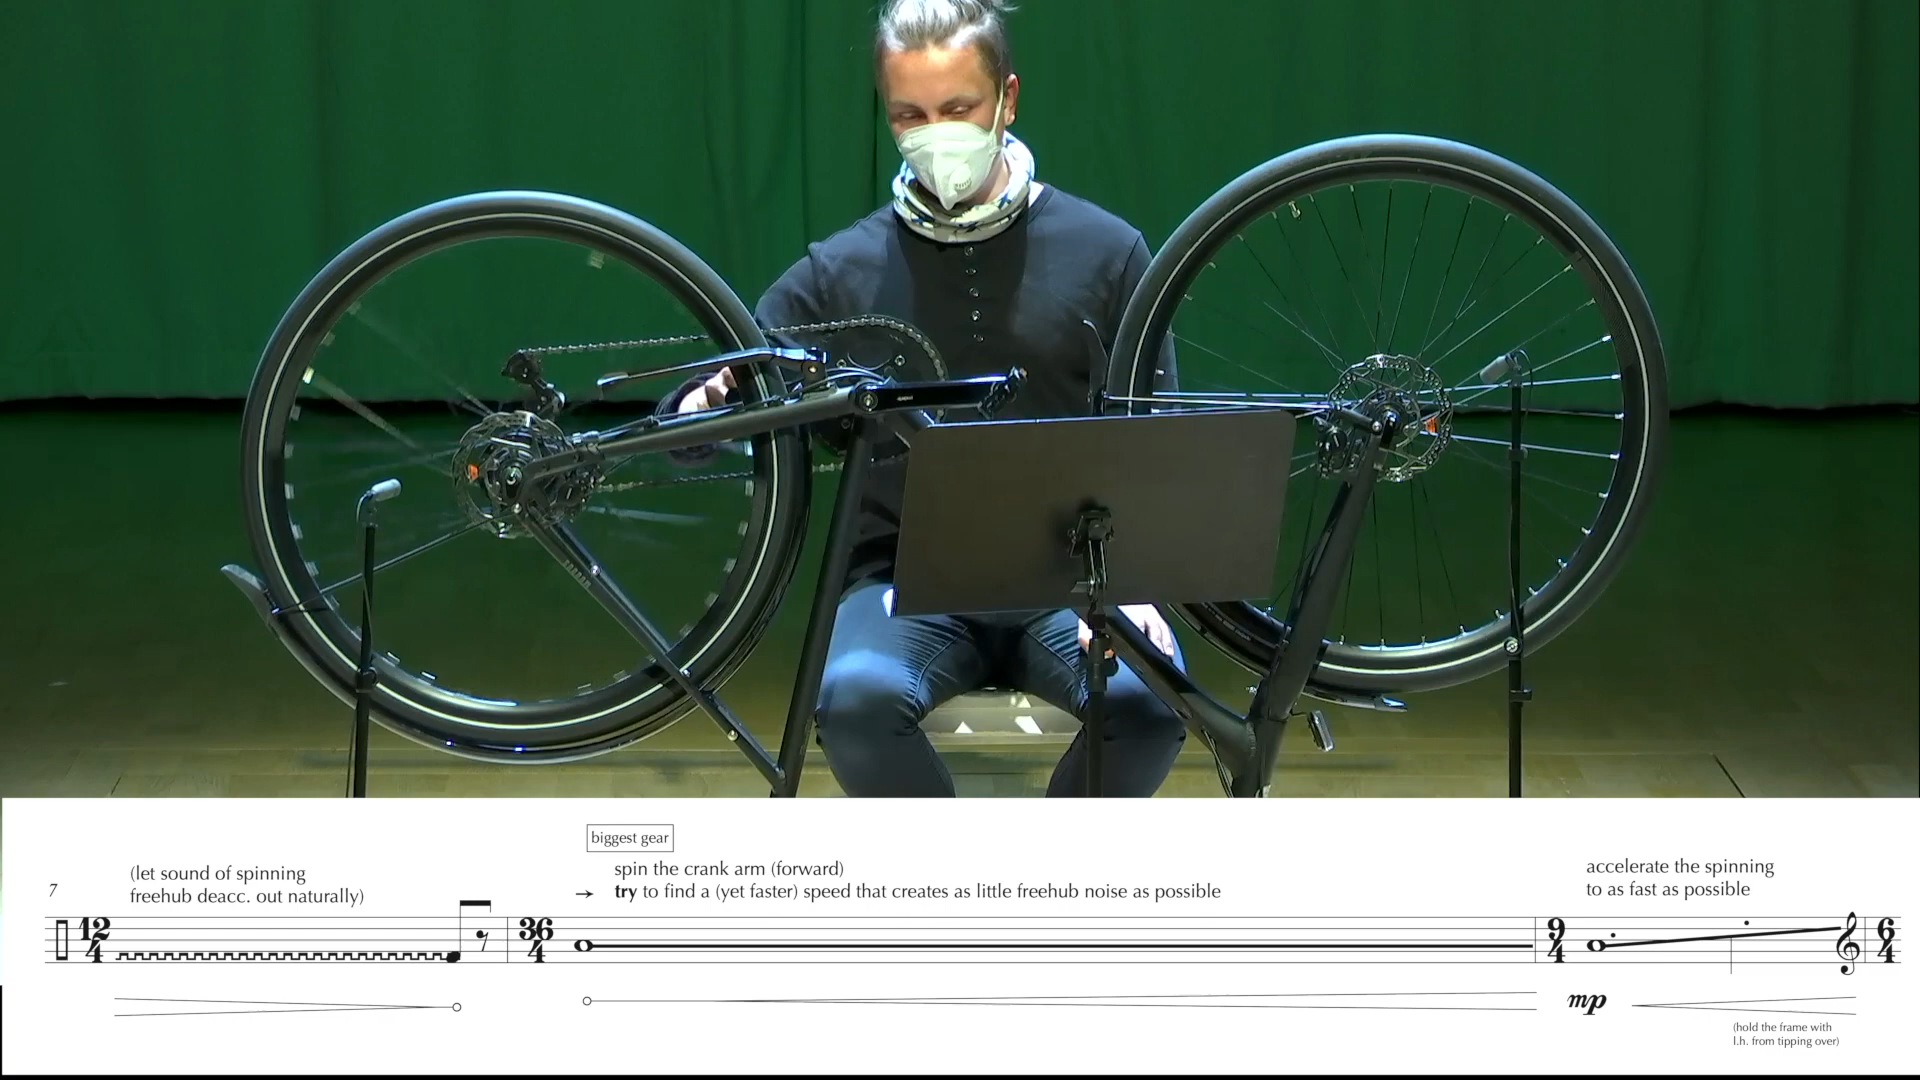 biggest gear
(let sound of spinning
freehub deacc. out naturally)
spin the crank arm (forward)
→ try to find a (yet faster) speed that creates as little freehub noise as possible
accelerate the spinning
to as fast as possible
7
12
4
36
4
9
4
6
4
mp
(hold the frame with
l.h. from tipping over)